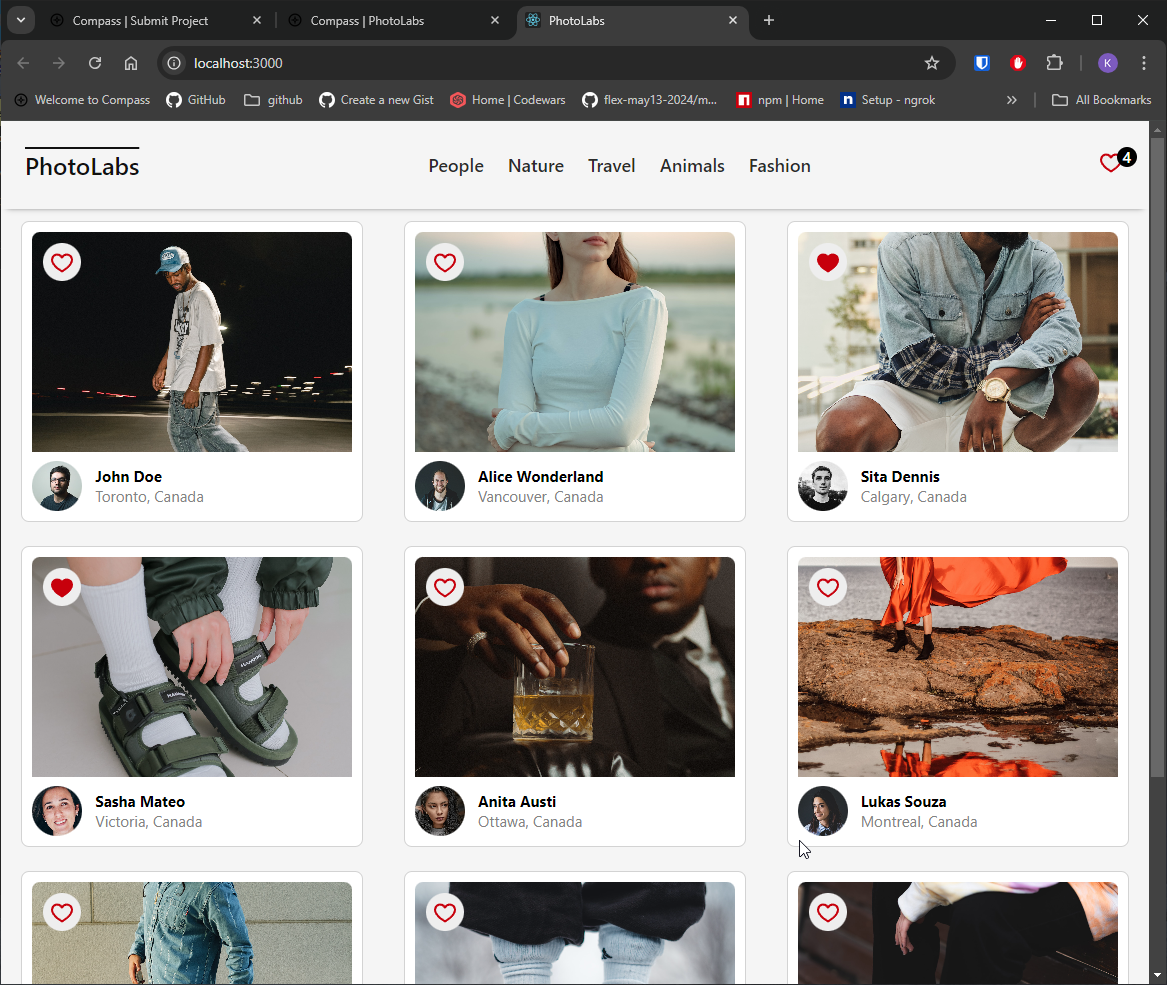 Compass | Submit Project
Compass | PhotoLabs
PhotoLabs
localhost:3000
K
Welcome to Compass
GitHub
github
Create a new Gist
Home | Codewars
flex-may13-2024/m...
npm | Home
n
Setup - ngrok
All Bookmarks
PhotoLabs
People
Nature
Travel
Animals
Fashion
4
John Doe
Toronto, Canada
Alice Wonderland
Vancouver, Canada
Sita Dennis
Calgary, Canada
Sasha Mateo
Victoria, Canada
Anita Austi
Ottawa, Canada
Lukas Souza
Montreal, Canada